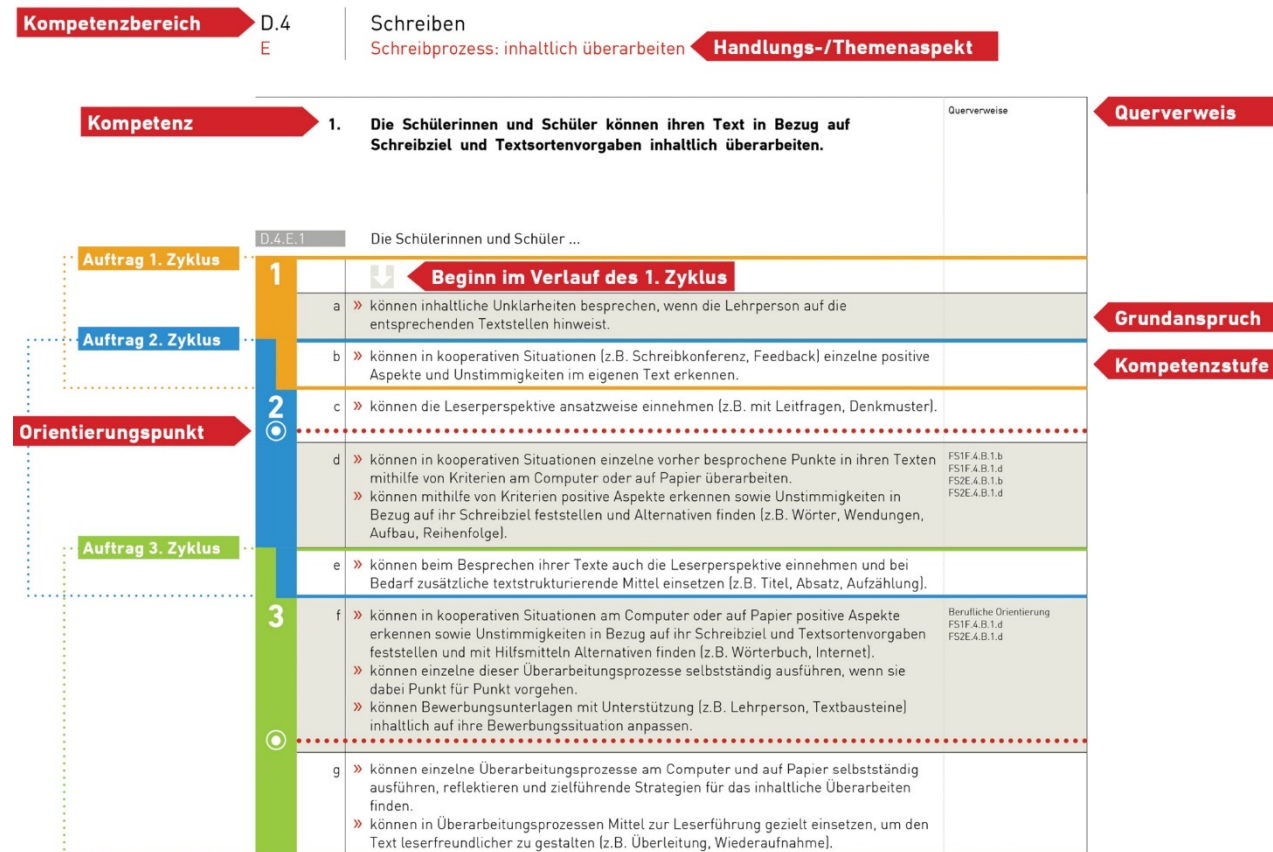 Kompetenzbereich D.4 Schreiben
E Schreibprozess: inhaltlich überarbeiten Handlungs-/Themenaspekt
Querverweise
Querverweis
Kompetenz 1. Die Schülerinnen und Schüler können ihren Text in Bezug auf
Schreibziel und Textsortenvorgaben inhaltlich überarbeiten.
D.4.E.1 Die Schülerinnen und Schüler ...
Auftrag 1. Zyklus
1 Beginn im Verlauf des 1. Zyklus
a » können inhaltliche Unklarheiten besprechen, wenn die Lehrperson auf die
entsprechenden Textstellen hinweist.
Grundanspruch
Auftrag 2. Zyklus
b » können in kooperativen Situationen (z.B. Schreibkonferenz, Feedback) einzelne positive
Aspekte und Unstimmigkeiten im eigenen Text erkennen.
Kompetenzstufe
2 c » können die Leserperspektive ansatzweise einnehmen (z.B. mit Leitfragen, Denkmuster).
Orientierungspunkt
d » können in kooperativen Situationen einzelne vorher besprochene Punkte in ihren Texten
mithilfe von Kriterien am Computer oder auf Papier überarbeiten.
» können mithilfe von Kriterien positive Aspekte erkennen sowie Unstimmigkeiten in
Bezug auf ihr Schreibziel feststellen und Alternativen finden (z.B. Wörter, Wendungen,
Aufbau, Reihenfolge).
FS1F.4.B.1.b
FS1F.4.B.1.d
FS2E.4.B.1.b
FS2E.4.B.1.d
Auftrag 3. Zyklus
e » können beim Besprechen ihrer Texte auch die Leserperspektive einnehmen und bei
Bedarf zusätzliche textstrukturierende Mittel einsetzen (z.B. Titel, Absatz, Aufzählung).
3 f » können in kooperativen Situationen am Computer oder auf Papier positive Aspekte
erkennen sowie Unstimmigkeiten in Bezug auf ihr Schreibziel und Textsortenvorgaben
feststellen und mit Hilfsmitteln Alternativen finden (z.B. Wörterbuch, Internet).
» können einzelne dieser Überarbeitungsprozesse selbstständig ausführen, wenn sie
dabei Punkt für Punkt vorgehen.
» können Bewerbungsunterlagen mit Unterstützung (z.B. Lehrperson, Textbausteine)
inhaltlich auf ihre Bewerbungssituation anpassen.
Berufliche Orientierung
FS1F.4.B.1.d
FS2E.4.B.1.d
g » können einzelne Überarbeitungsprozesse am Computer und auf Papier selbstständig
ausführen, reflektieren und zielführende Strategien für das inhaltliche Überarbeiten
finden.
» können in Überarbeitungsprozessen Mittel zur Leserführung gezielt einsetzen, um den
Text leserfreundlicher zu gestalten (z.B. Überleitung, Wiederaufnahme).